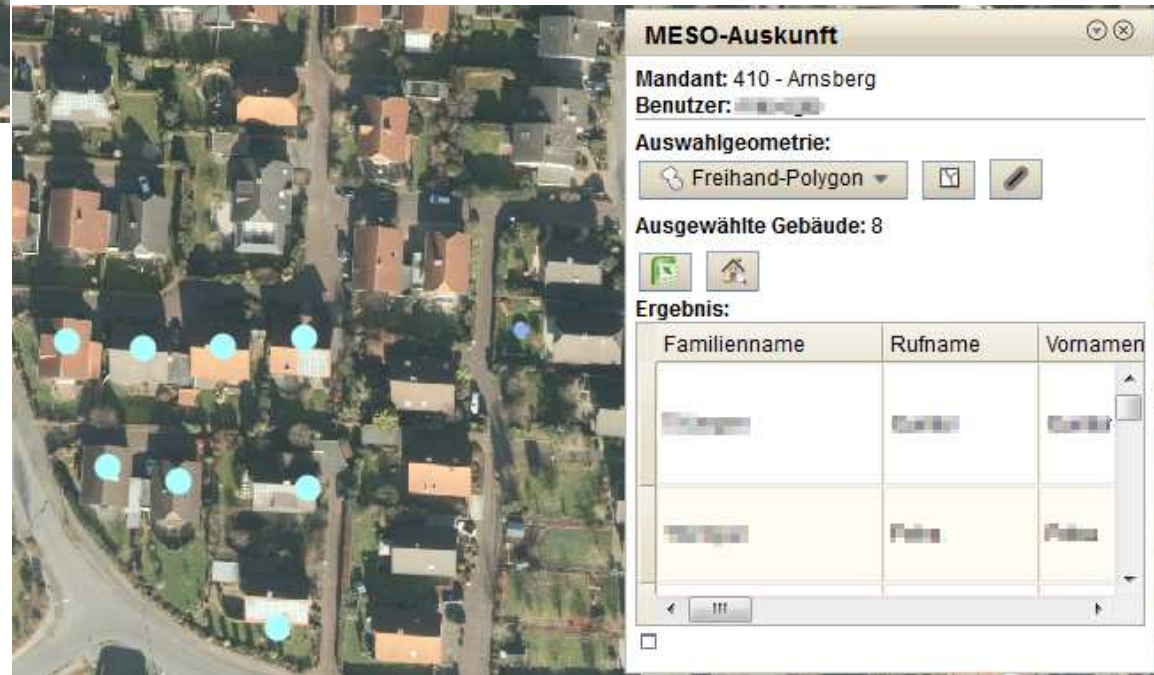 MESO-Auskunft
Mandant: 410 - Arnsberg
Benutzer:
Auswahlgeometrie:
Freihand-Polygon
Ausgewählte Gebäude: 8
Ergebnis:
Familienname Rufname Vornamen